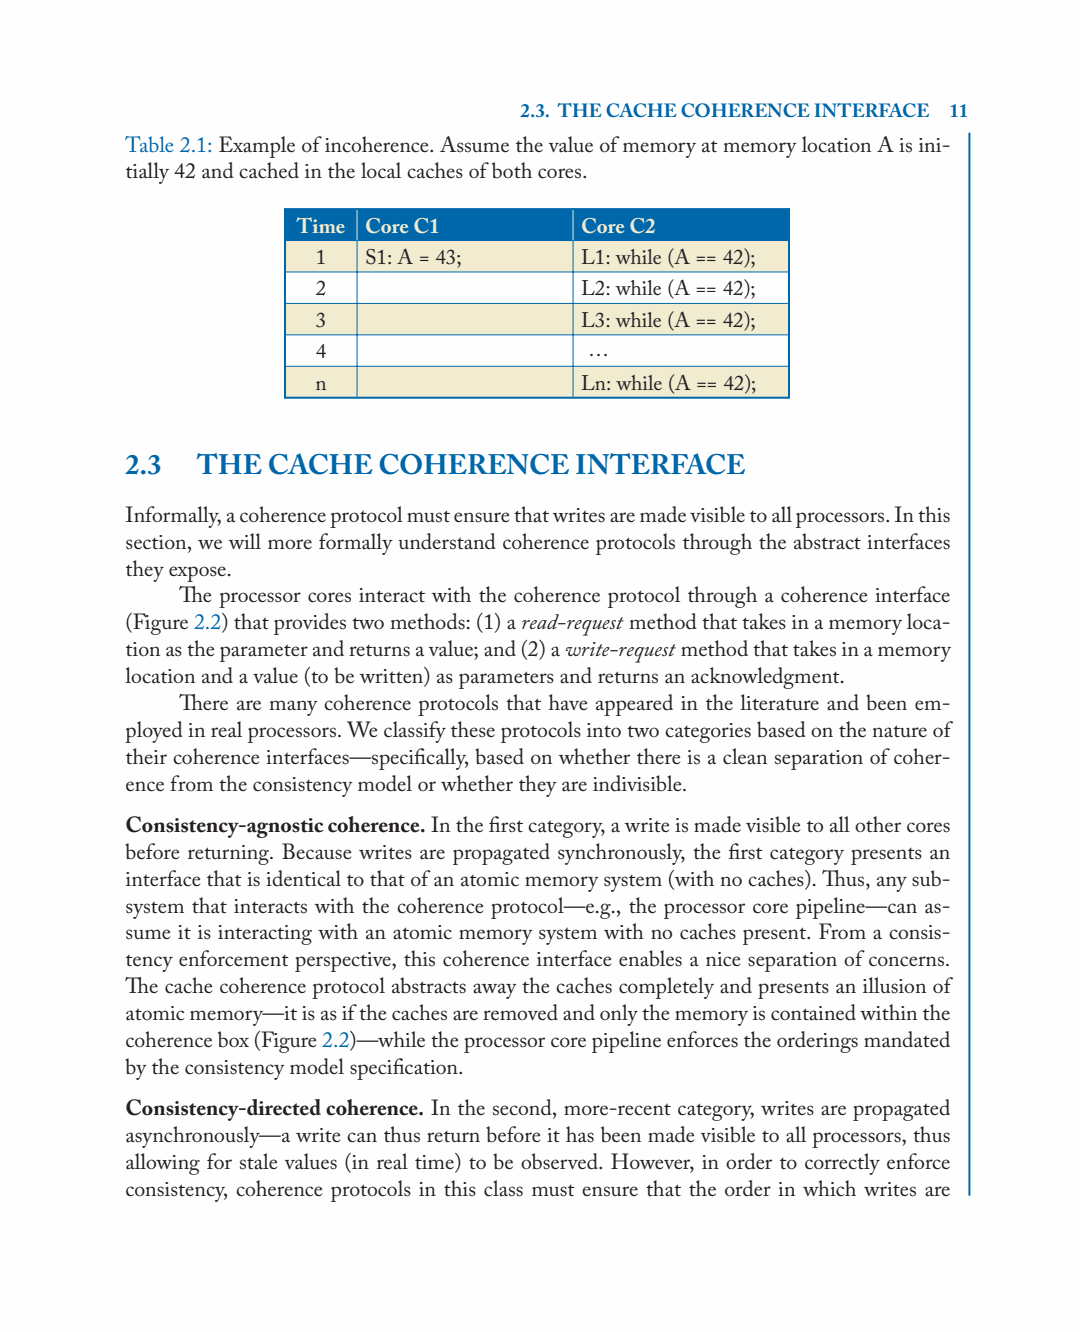 2.3. THE CACHE COHERENCE INTERFACE 11
Table 2.1: Example of incoherence. Assume the value of memory at memory location A is ini-
tially 42 and cached in the local caches of both cores.
Time Core C1 Core C2
1 S1: A = 43; L1: while (A == 42);
2 L2: while (A == 42);
3 L3: while (A == 42);
4 …
n Ln: while (A == 42);
2.3 THE CACHE COHERENCE INTERFACE
Informally, a coherence protocol must ensure that writes are made visible to all processors. In this
section, we will more formally understand coherence protocols through the abstract interfaces
they expose.
The processor cores interact with the coherence protocol through a coherence interface
(Figure 2.2) that provides two methods: (1) a read-request method that takes in a memory loca-
tion as the parameter and returns a value; and (2) a write-request method that takes in a memory
location and a value (to be written) as parameters and returns an acknowledgment.
There are many coherence protocols that have appeared in the literature and been em-
ployed in real processors. We classify these protocols into two categories based on the nature of
their coherence interfaces—specifically, based on whether there is a clean separation of coher-
ence from the consistency model or whether they are indivisible.
Consistency-agnostic coherence. In the first category, a write is made visible to all other cores
before returning. Because writes are propagated synchronously, the first category presents an
interface that is identical to that of an atomic memory system (with no caches). Thus, any sub-
system that interacts with the coherence protocol—e.g., the processor core pipeline—can as-
sume it is interacting with an atomic memory system with no caches present. From a consis-
tency enforcement perspective, this coherence interface enables a nice separation of concerns.
The cache coherence protocol abstracts away the caches completely and presents an illusion of
atomic memory—it is as if the caches are removed and only the memory is contained within the
coherence box (Figure 2.2)—while the processor core pipeline enforces the orderings mandated
by the consistency model specification.
Consistency-directed coherence. In the second, more-recent category, writes are propagated
asynchronously—a write can thus return before it has been made visible to all processors, thus
allowing for stale values (in real time) to be observed. However, in order to correctly enforce
consistency, coherence protocols in this class must ensure that the order in which writes are